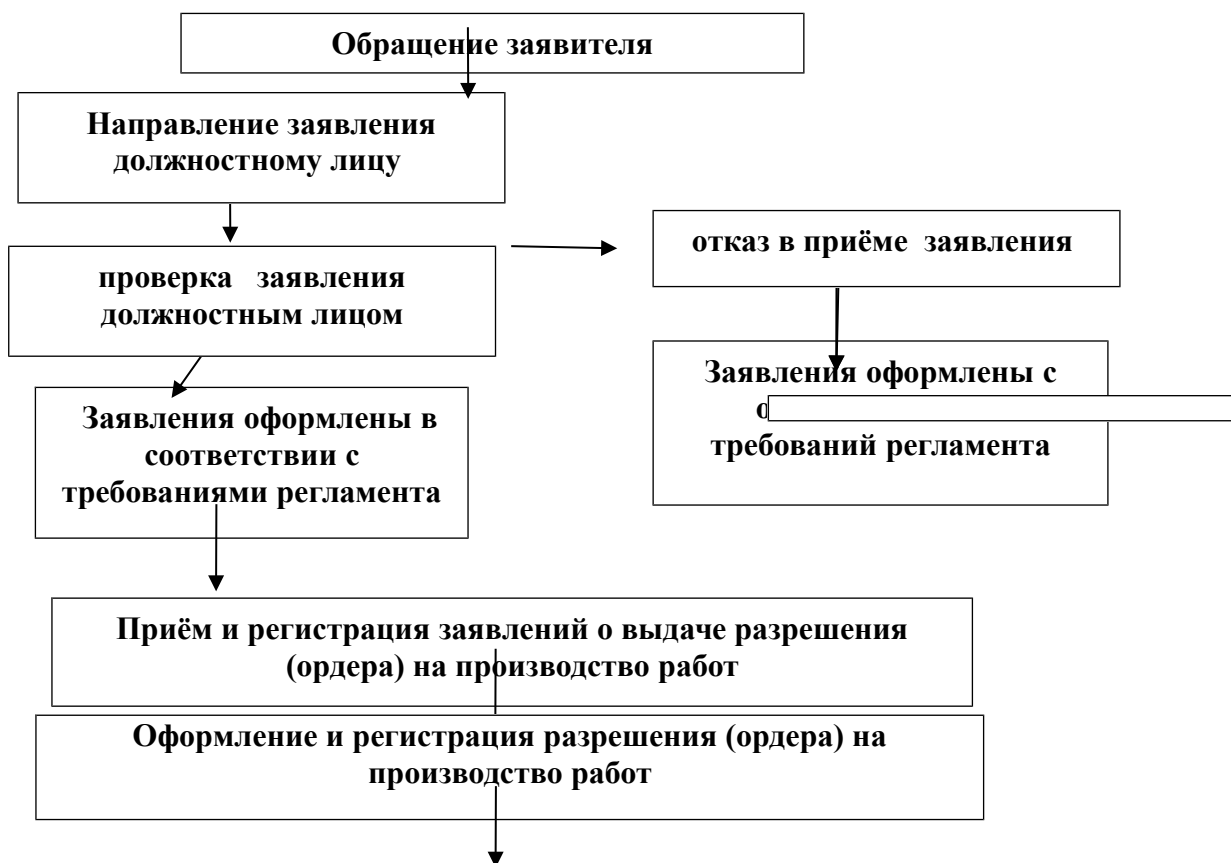 Обращение заявителя
Направление заявления
должностному лицу
отказ в приёме заявления
проверка заявления
должностным лицом
Заявления оформлены с
требований регламента
Заявления оформлены в
соответствии с
требованиями регламента
Приём и регистрация заявлений о выдаче разрешения
(ордера) на производство работ
Оформление и регистрация разрешения (ордера) на
производство работ